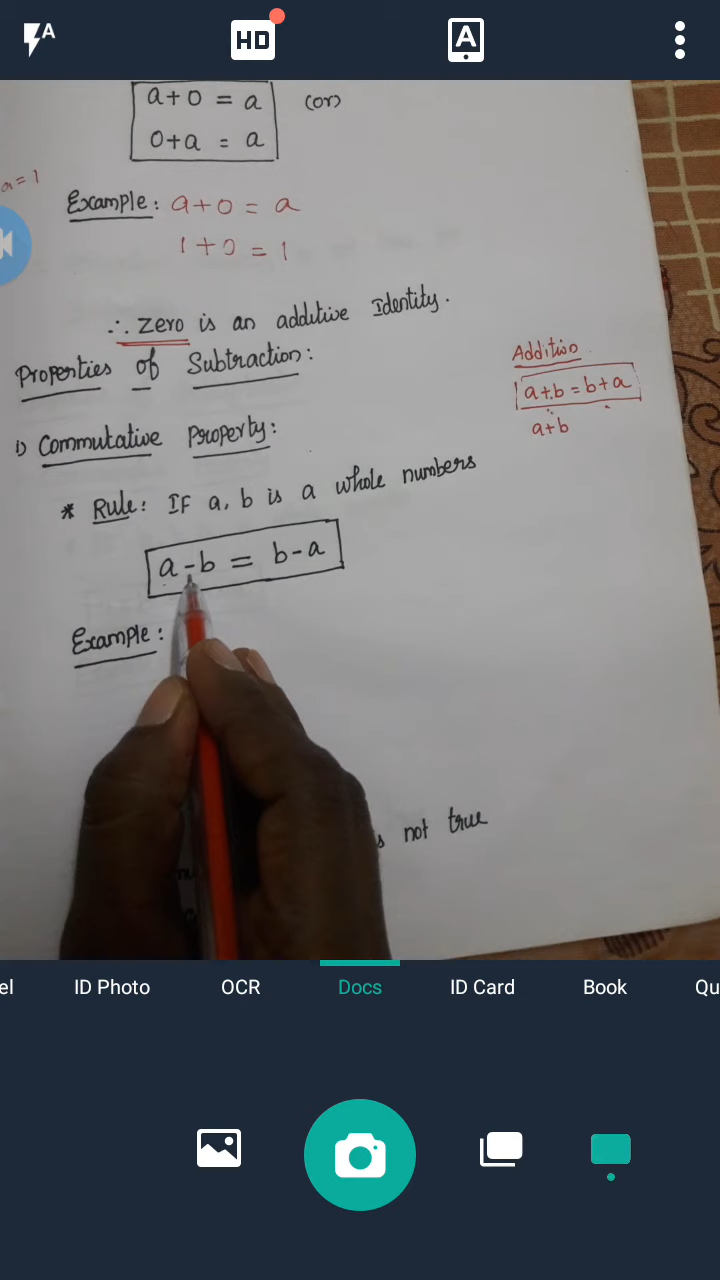 A
HD
A
a+0 = a (or)
0+a = a
a=1
Example: a+0 = a
1+0 = 1
∴ Zero is an additive Identity.
Properties of Subtraction:
Additio
a+b = b+a
a+b
1) Commutative Property:
* Rule: IF a, b is a whole numbers
a-b = b-a
Example:
not true
ID Photo OCR Docs ID Card Book